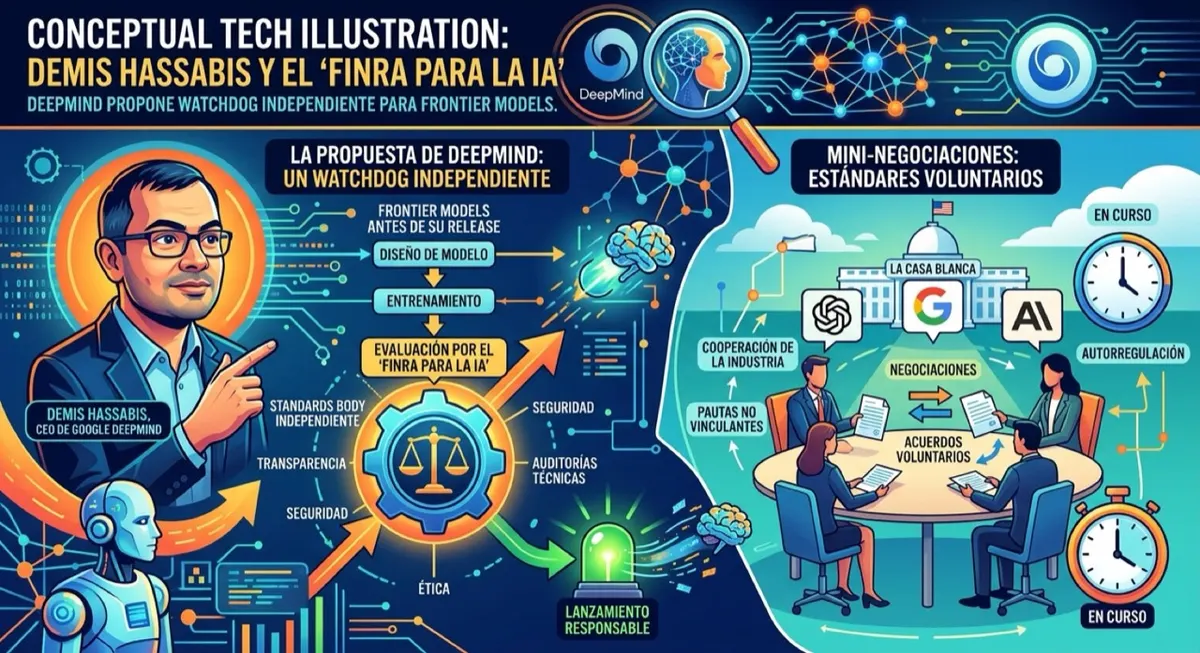 CONCEPTUAL TECH ILLUSTRATION:
DEMIS HASSABIS Y EL ‘FINRA PARA LA IA’
DEEPMIND PROPONE WATCHDOG INDEPENDIENTE PARA FRONTIER MODELS.
DeepMind
LA PROPUESTA DE DEEPMIND:
UN WATCHDOG INDEPENDIENTE
FRONTIER MODELS
ANTES DE SU RELEASE
DISEÑO DE MODELO
ENTRENAMIENTO
EVALUACIÓN POR EL
‘FINRA PARA LA IA’
STANDARDS BODY
INDEPENDIENTE
TRANSPARENCIA
SEGURIDAD
ÉTICA
SEGURIDAD
AUDITORÍAS
TÉCNICAS
LANZAMIENTO
RESPONSABLE
DEMIS HASSABIS,
CEO DE GOOGLE DEEPMIND
MINI-NEGOCIACIONES:
ESTÁNDARES VOLUNTARIOS
EN CURSO
LA CASA BLANCA
G
AI
COOPERACIÓN DE
LA INDUSTRIA
NEGOCIACIONES
AUTORREGULACIÓN
PAUTAS NO
VINCULANTES
ACUERDOS
VOLUNTARIOS
EN CURSO